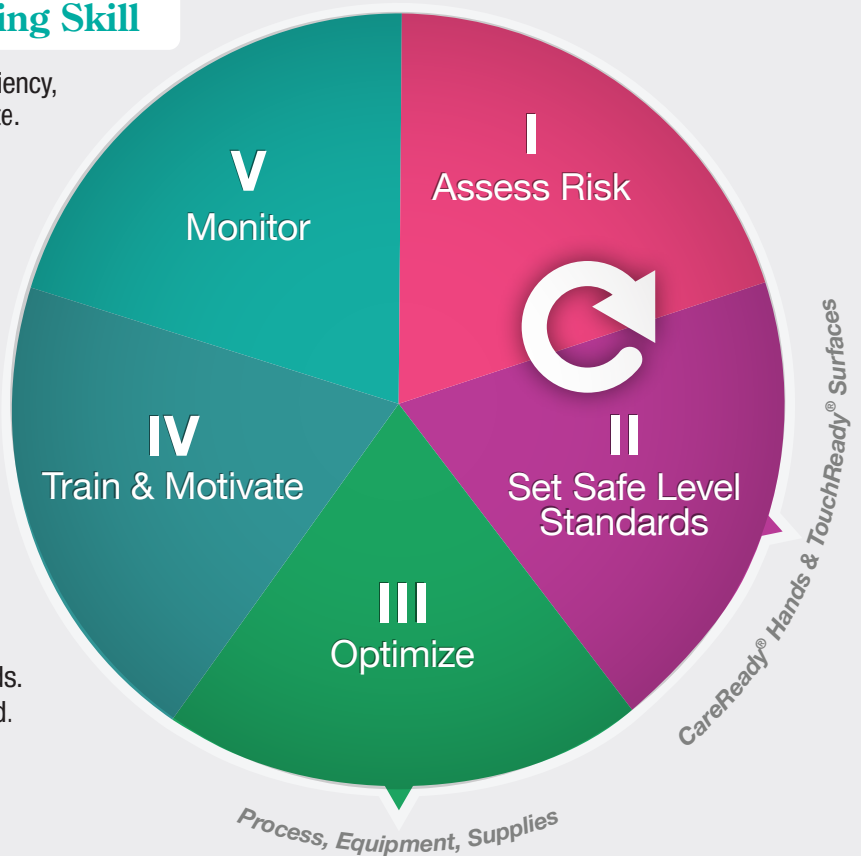 ing Skill
iency,
e.
V
Monitor
I
Assess Risk
II
Set Safe Level
Standards
CareReady® Hands & TouchReady® Surfaces
IV
Train & Motivate
III
Optimize
ls.
d.
Process, Equipment, Supplies